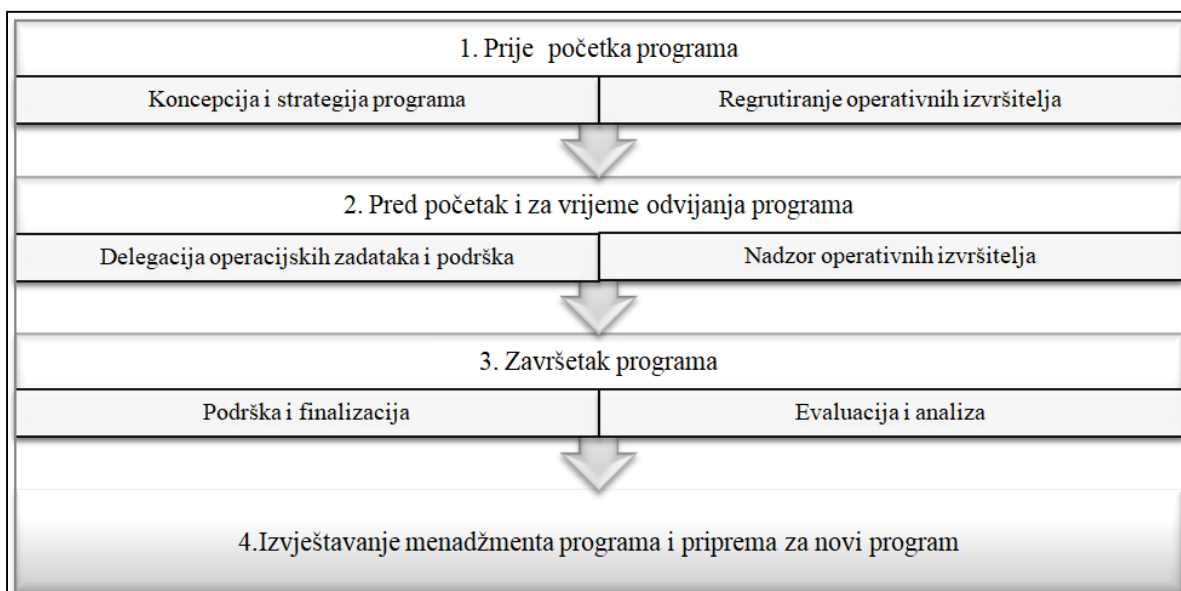 1. Prije početka programa
Koncepcija i strategija programa
Regrutiranje operativnih izvršitelja
2. Pred početak i za vrijeme odvijanja programa
Delegacija operacijskih zadataka i podrška
Nadzor operativnih izvršitelja
3. Završetak programa
Podrška i finalizacija
Evaluacija i analiza
4.Izvještavanje menadžmenta programa i priprema za novi program